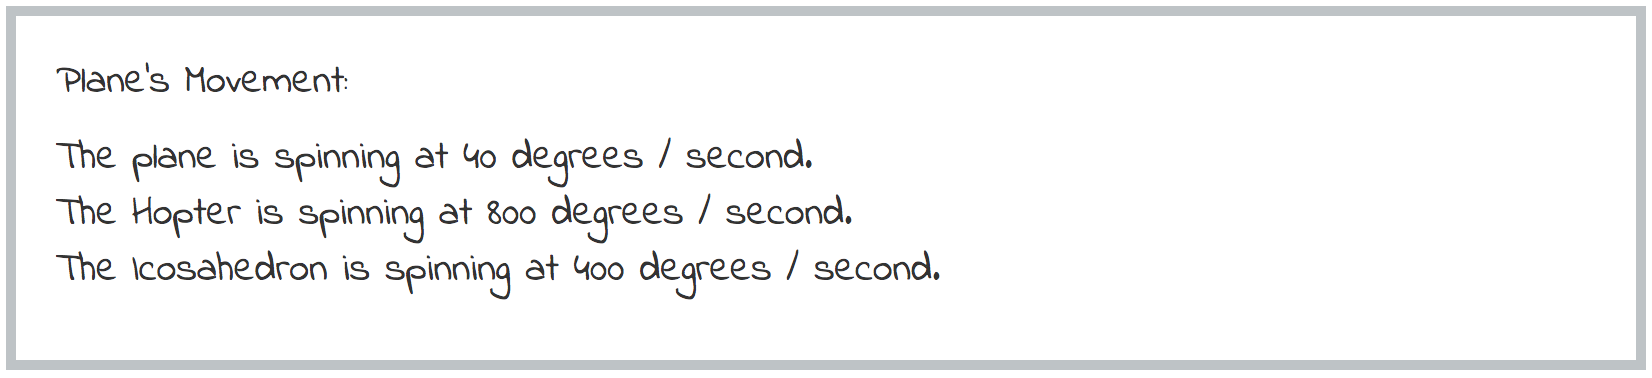 Plane's Movement:
The plane is spinning at 40 degrees / second.
The Hopter is spinning at 800 degrees / second.
The Icosahedron is spinning at 400 degrees / second.